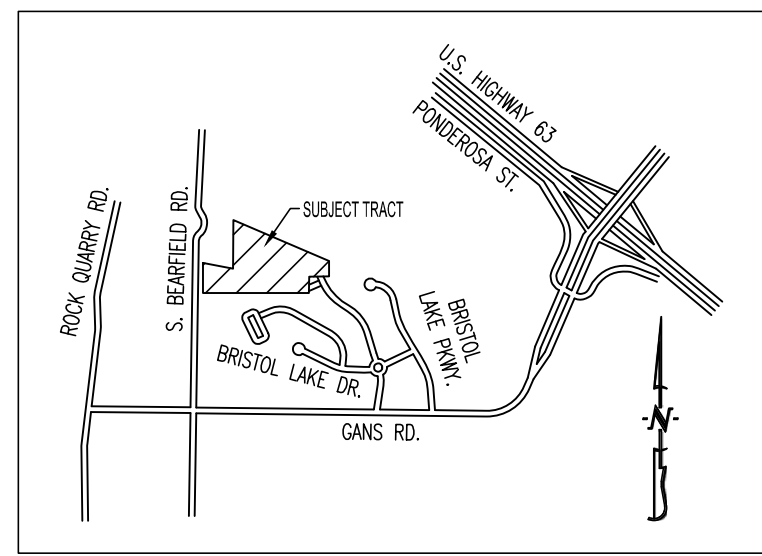 U.S. HIGHWAY 63
PONDEROSA ST.
ROCK QUARRY RD.
S. BEARFIELD RD.
SUBJECT TRACT
BRISTOL
LAKE PKWY.
BRISTOL LAKE DR.
GANS RD.
-N-